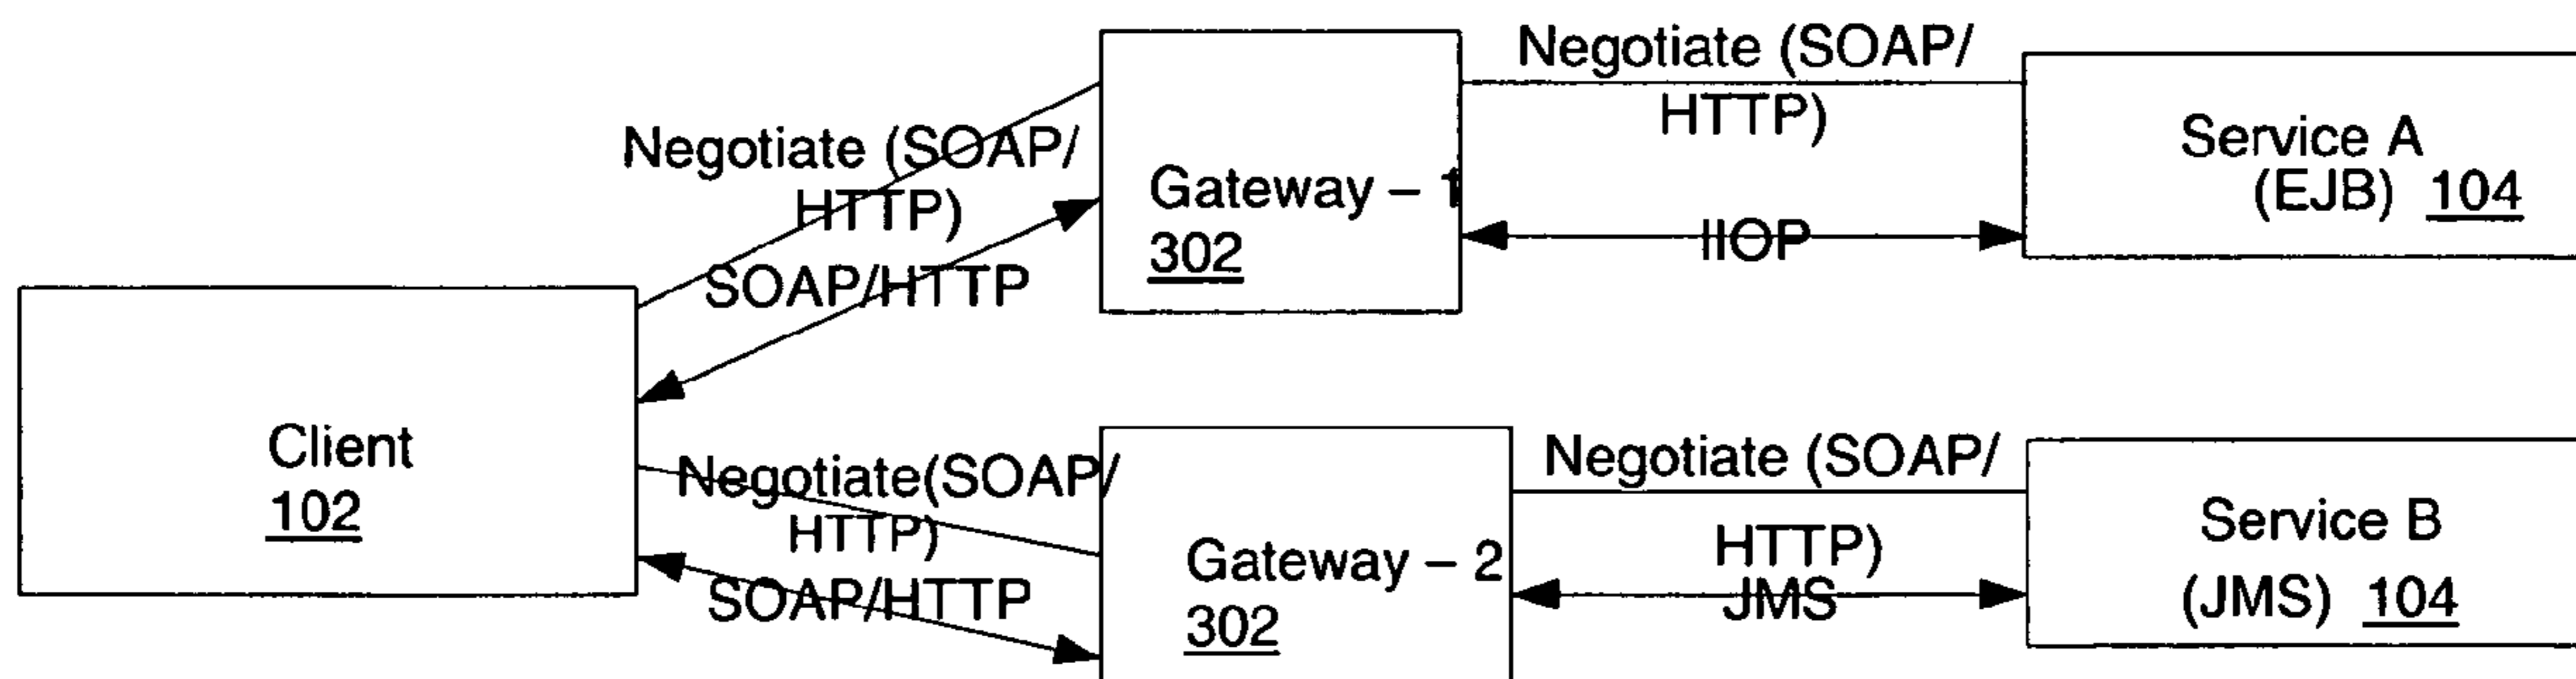 Negotiate (SOAP/
HTTP)
SOAP/HTTP
Gateway – 1
302
Negotiate (SOAP/
HTTP)
IIOP
Service A
(EJB) 104
Client
102
Negotiate(SOAP/
HTTP)
SOAP/HTTP
Gateway – 2
302
Negotiate (SOAP/
HTTP)
JMS
Service B
(JMS) 104